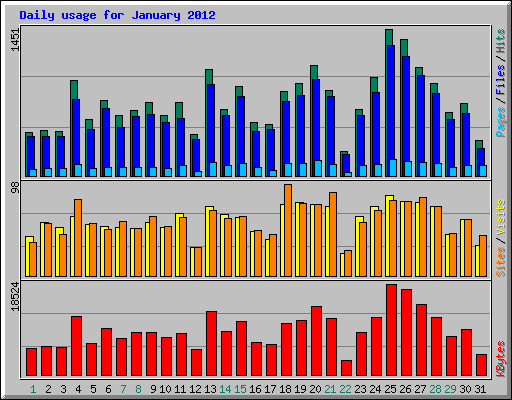 Daily usage for January 2012
1451
Pages / Files / Hits
98
Sites / Visits
18524
KBytes
1 2 3 4 5 6 7 8 9 10 11 12 13 14 15 16 17 18 19 20 21 22 23 24 25 26 27 28 29 30 31